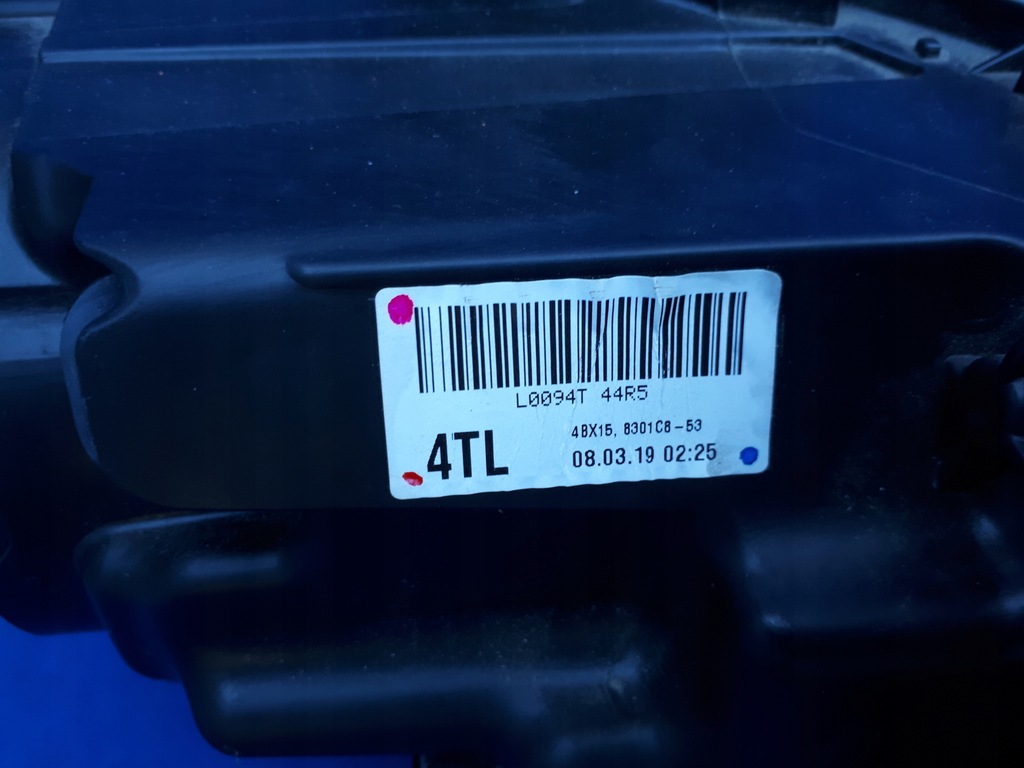 L0094T 44R5
4TL
4BX15, 8301C8-53
08.03.19 02:25